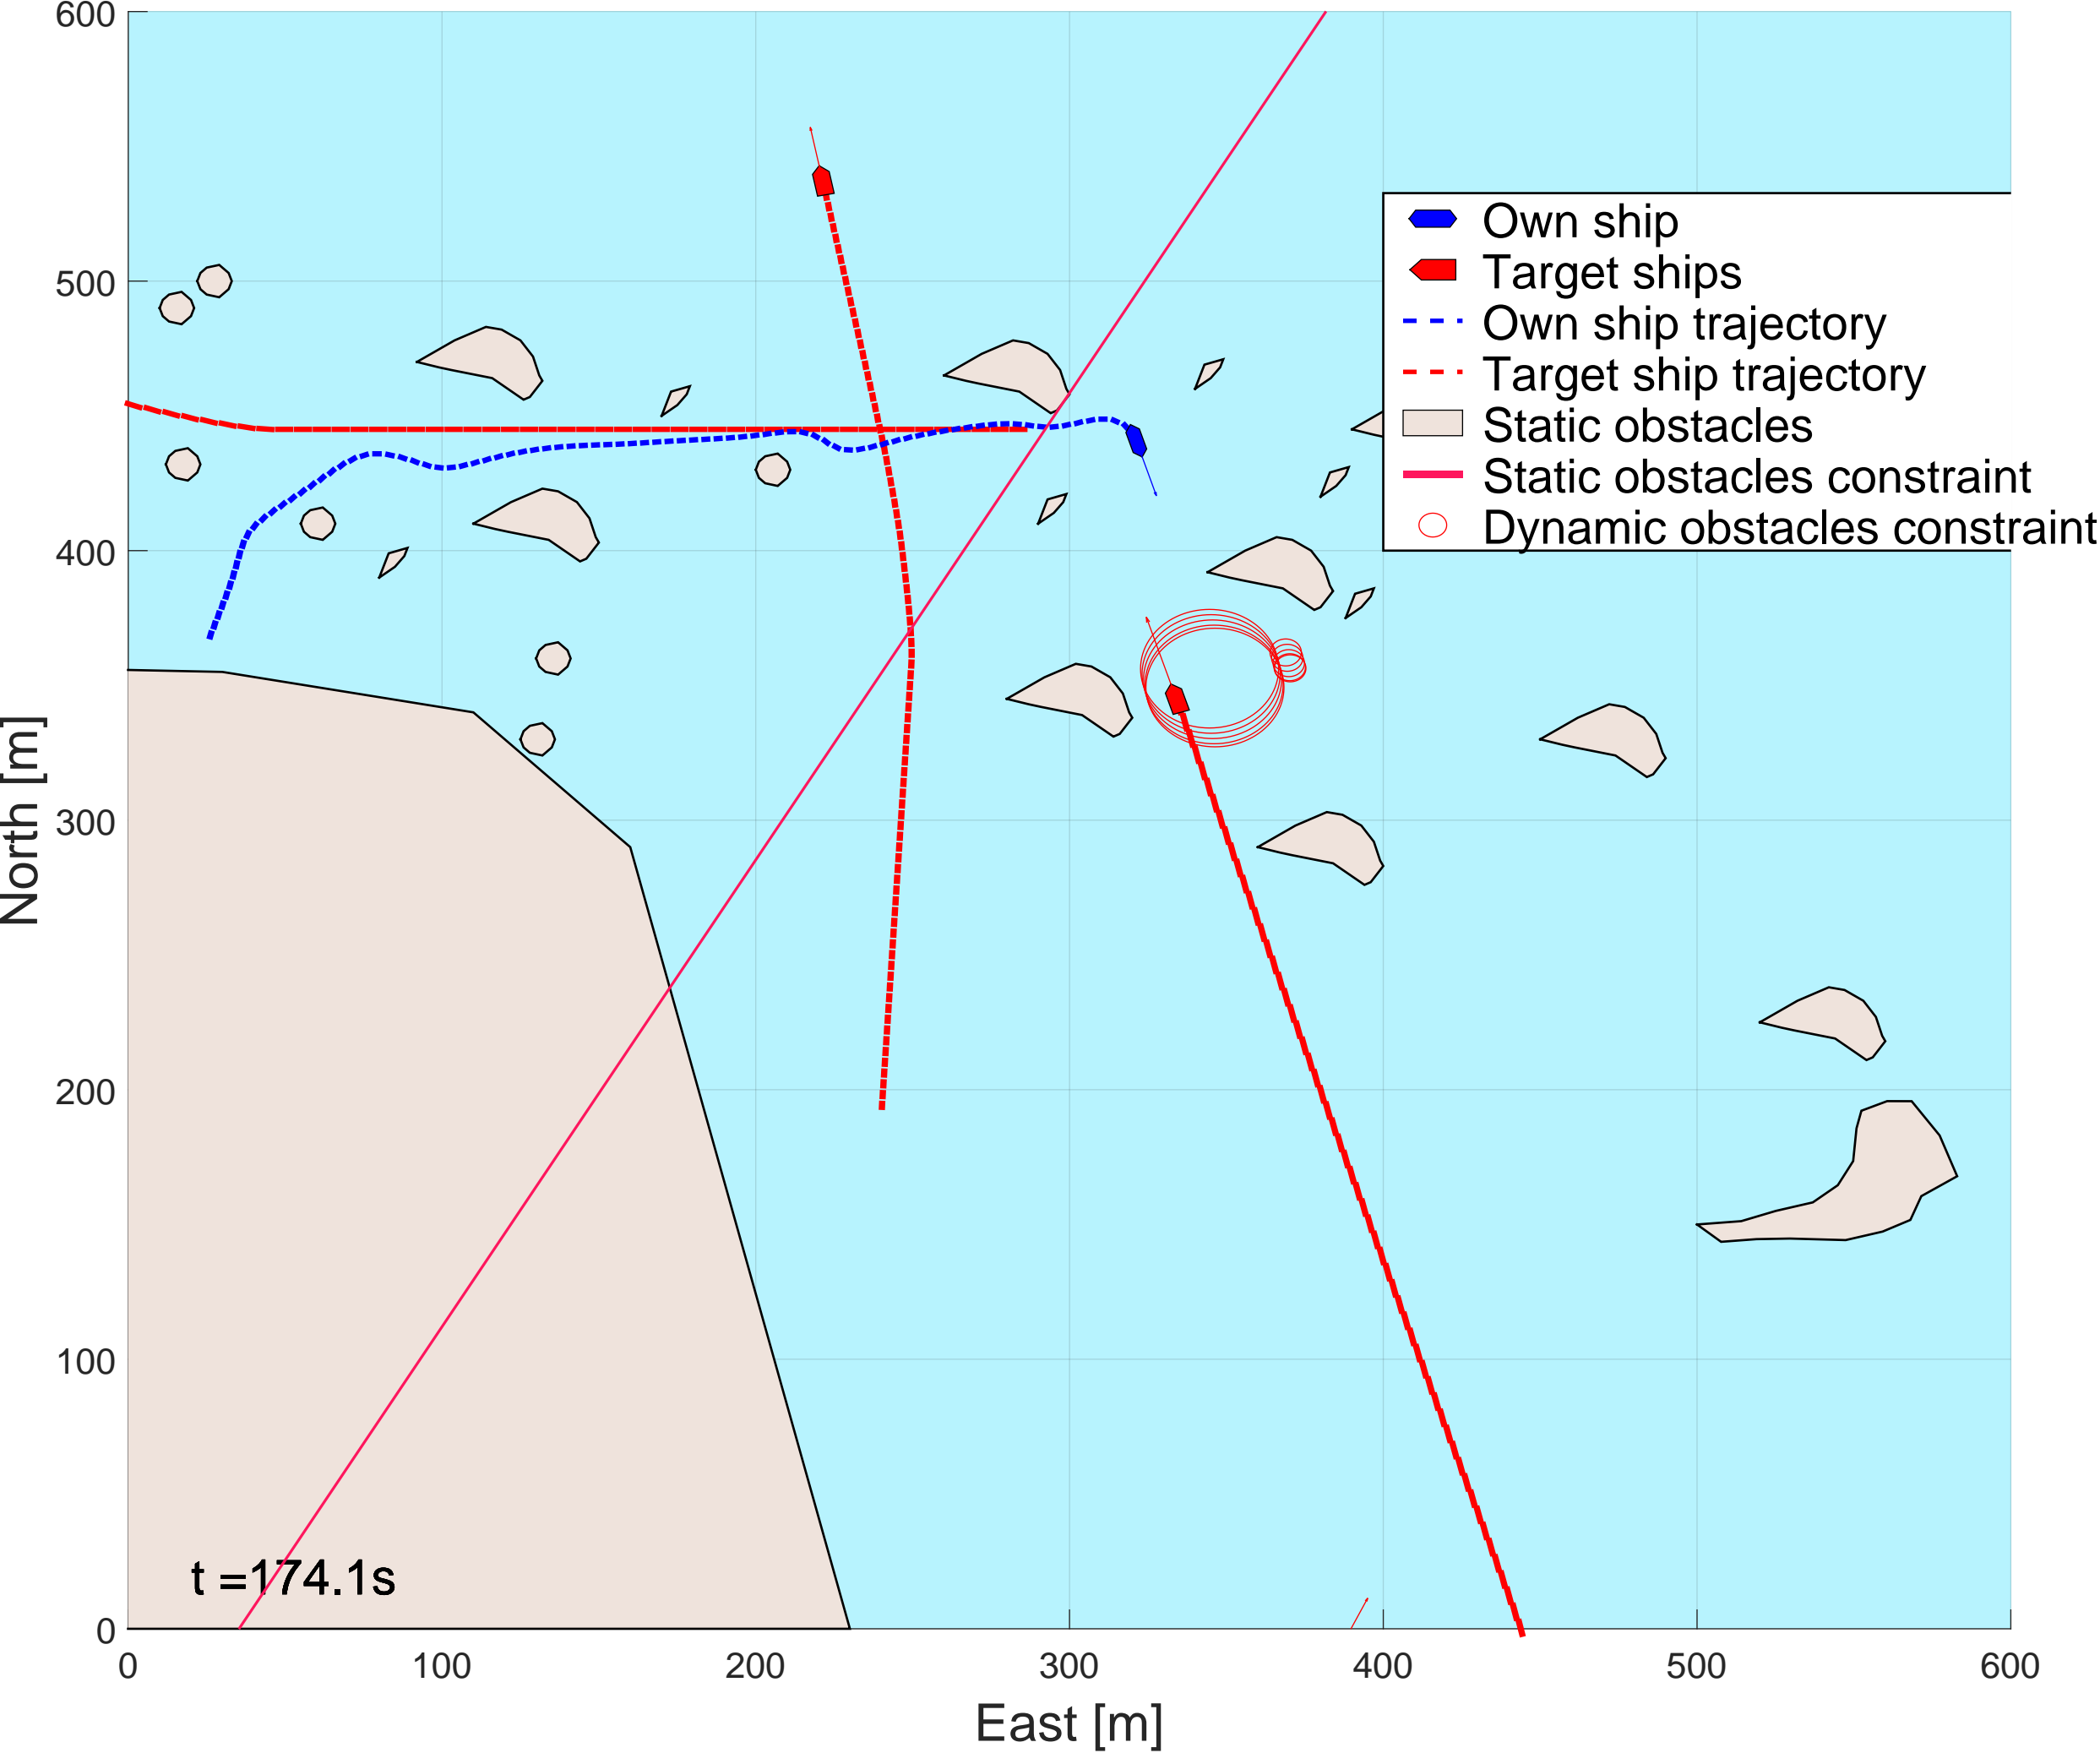 600
500
400
300
200
100
0
North [m]
Own ship
Target ships
Own ship trajectory
Target ship trajectory
Static obstacles
Static obstacles constraint
Dynamic obstacles constraint
t =174.1s
0 100 200 300 400 500 600
East [m]